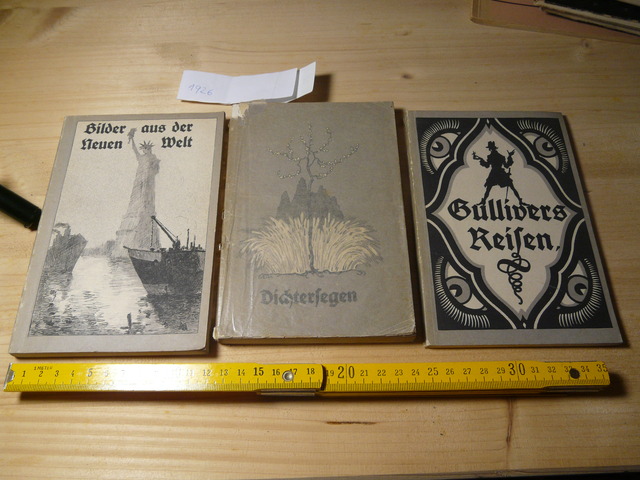 1926
Bilder aus der
Neuen Welt
Dichtersegen
Gullivers
Reisen.
1 2 3 4 5 6 7 8 9 10 11 12 13 14 15 16 17 18 19 20 21 22 23 24 25 26 27 28 29 30 31 32 33 34 35